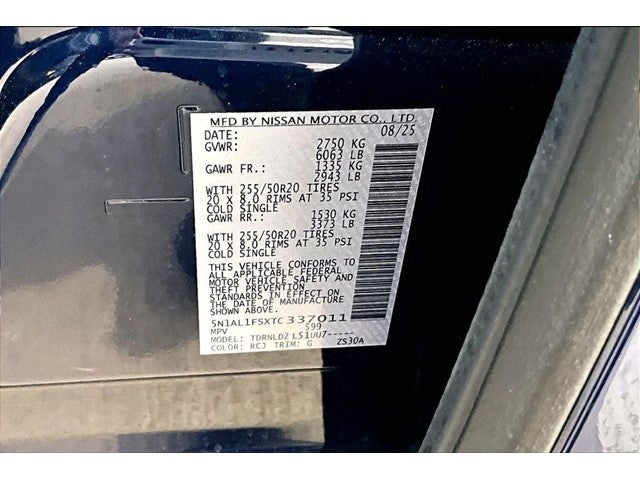 MFD BY NISSAN MOTOR CO., LTD.
DATE: 08/25
GVWR: 2750 KG
6063 LB
GAWR FR.: 1335 KG
2943 LB
WITH 255/50R20 TIRES
20 X 8.0 RIMS AT 35 PSI
COLD SINGLE
GAWR RR.: 1530 KG
3373 LB
WITH 255/50R20 TIRES
20 X 8.0 RIMS AT 35 PSI
COLD SINGLE
THIS VEHICLE CONFORMS TO
ALL APPLICABLE FEDERAL
MOTOR VEHICLE SAFETY AND
THEFT PREVENTION
STANDARDS IN EFFECT ON
THE DATE OF MANUFACTURE
SHOWN ABOVE.
5N1AL1FSXTC337011
MPV 599
MODEL: TDRNLD2 L51UU7-----
COLOR: RCJ TRIM: G ZS30A